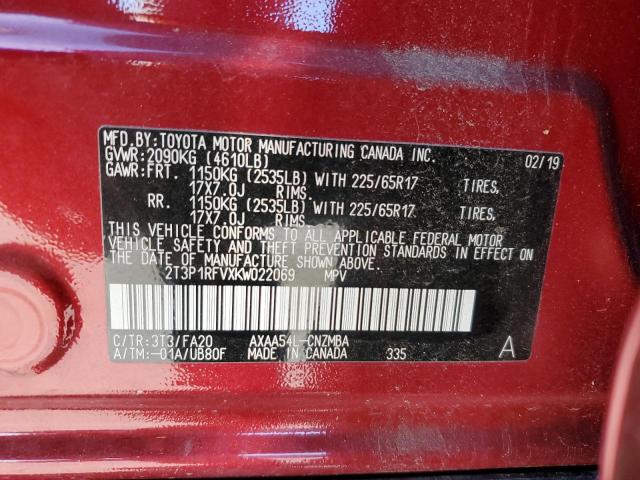 MFD.BY:TOYOTA MOTOR MANUFACTURING CANADA INC. 02/19
GVWR:2090KG (4610LB)
GAWR:FRT. 1150KG (2535LB) WITH 225/65R17 TIRES,
17X7.0J RIMS
RR. 1150KG (2535LB) WITH 225/65R17 TIRES,
17X7.0J RIMS
THIS VEHICLE CONFORMS TO ALL APPLICABLE FEDERAL MOTOR
VEHICLE SAFETY AND THEFT PREVENTION STANDARDS IN EFFECT ON
THE DATE OF MANUFACTURE SHOWN ABOVE.
2T3P1RFVXKW022069 MPV
C/TR:3T3/FA20 AXAA54L-CNZMBA
A/TM:-01A/UB80F MADE IN CANADA 335 A